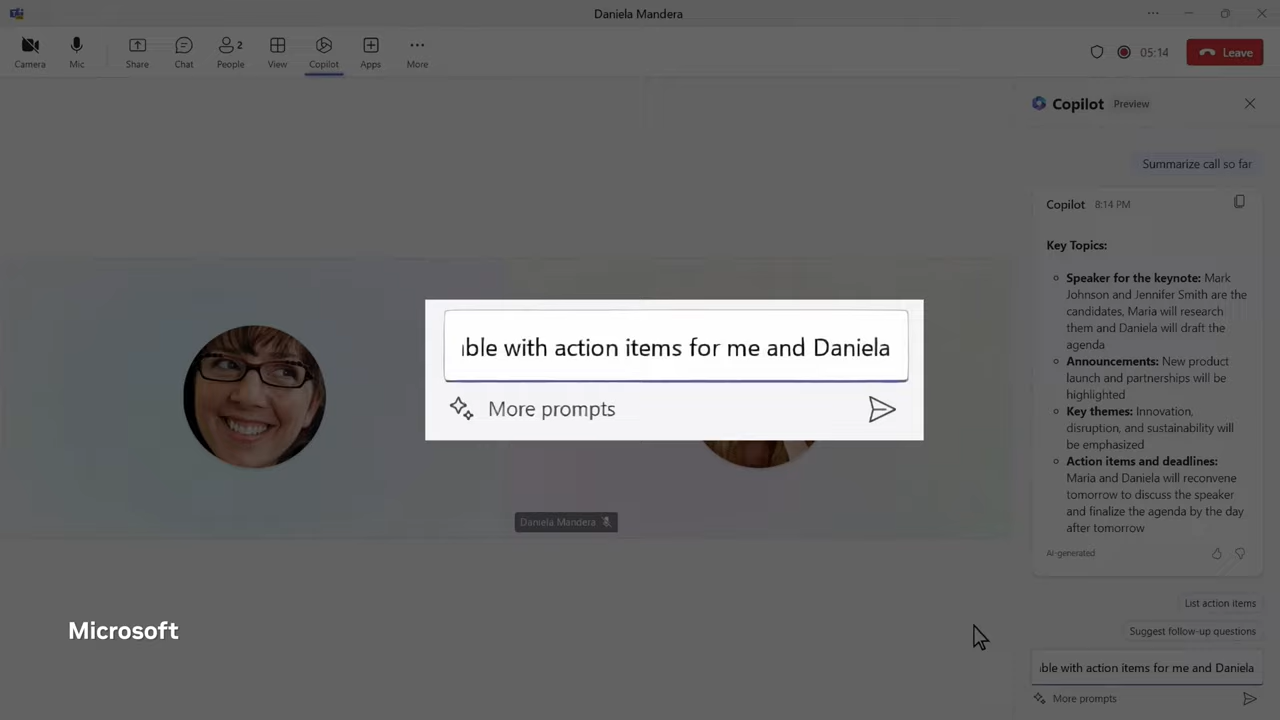 Daniela Mandera
Camera
Mic
Share
Chat
2
People
View
Copilot
Apps
More
05:14
Leave
Copilot Preview
Summarize call so far
Copilot 8:14 PM
Key Topics:
Speaker for the keynote: Mark
Johnson and Jennifer Smith are the
candidates, Maria will research
them and Daniela will draft the
agenda
Announcements: New product
launch and partnerships will be
highlighted
Key themes: Innovation,
disruption, and sustainability will
be emphasized
Action items and deadlines:
Maria and Daniela will reconvene
tomorrow to discuss the speaker
and finalize the agenda by the day
after tomorrow
AI-generated
with action items for me and Daniela
More prompts
Daniela Mandera
List action items
Suggest follow-up questions
with action items for me and Daniela
More prompts
Microsoft